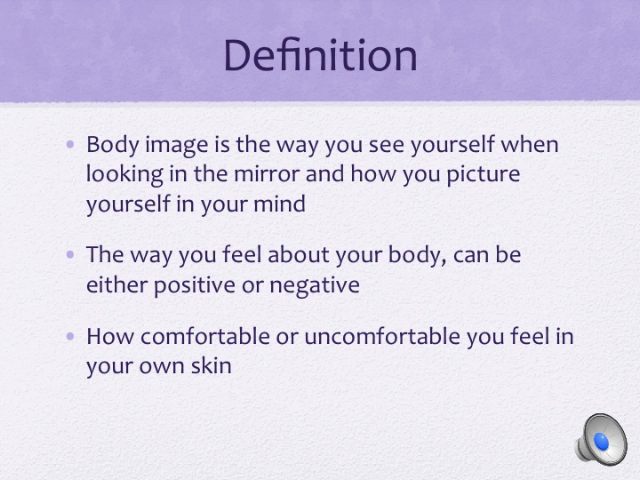 Definition
• Body image is the way you see yourself when
looking in the mirror and how you picture
yourself in your mind
• The way you feel about your body, can be
either positive or negative
• How comfortable or uncomfortable you feel in
your own skin